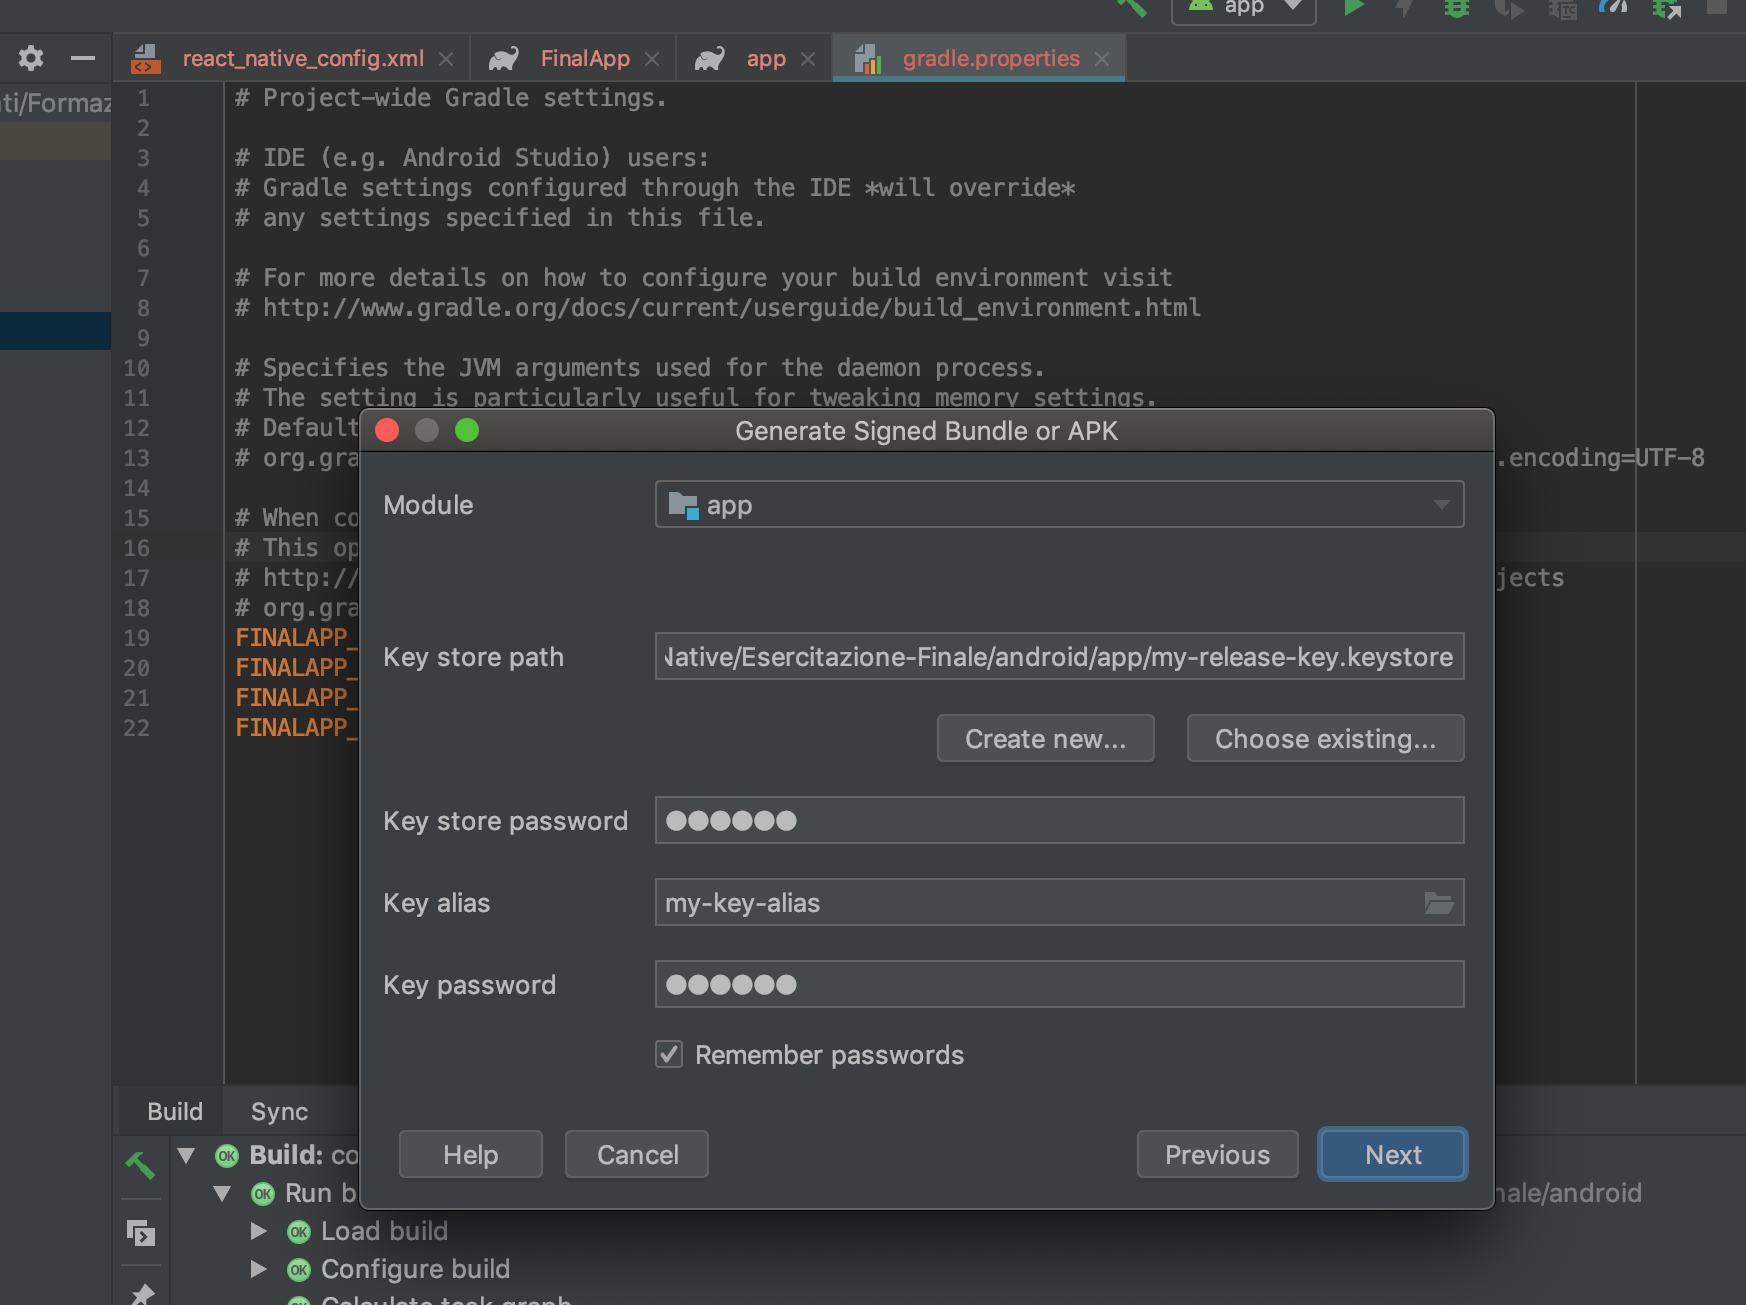 app
react_native_config.xml
FinalApp
app
gradle.properties
ti/Formaz
1 # Project-wide Gradle settings.
2
3 # IDE (e.g. Android Studio) users:
4 # Gradle settings configured through the IDE *will override*
5 # any settings specified in this file.
6
7 # For more details on how to configure your build environment visit
8 # http://www.gradle.org/docs/current/userguide/build_environment.html
9
10 # Specifies the JVM arguments used for the daemon process.
11 # The setting is particularly useful for tweaking memory settings.
12 # Default
13 # org.gra .encoding=UTF-8
14
15 # When co
16 # This op
17 # http:// jects
18 # org.gra
19 FINALAPP_
20 FINALAPP_
21 FINALAPP_
22 FINALAPP_
Generate Signed Bundle or APK
Module
app
Key store path
Native/Esercitazione-Finale/android/app/my-release-key.keystore
Create new...
Choose existing...
Key store password
●●●●●●
Key alias
my-key-alias
Key password
●●●●●●
Remember passwords
Help
Cancel
Previous
Next
Build
Sync
OK Build: co
OK Run b nale/android
OK Load build
OK Configure build
Calculate task graph